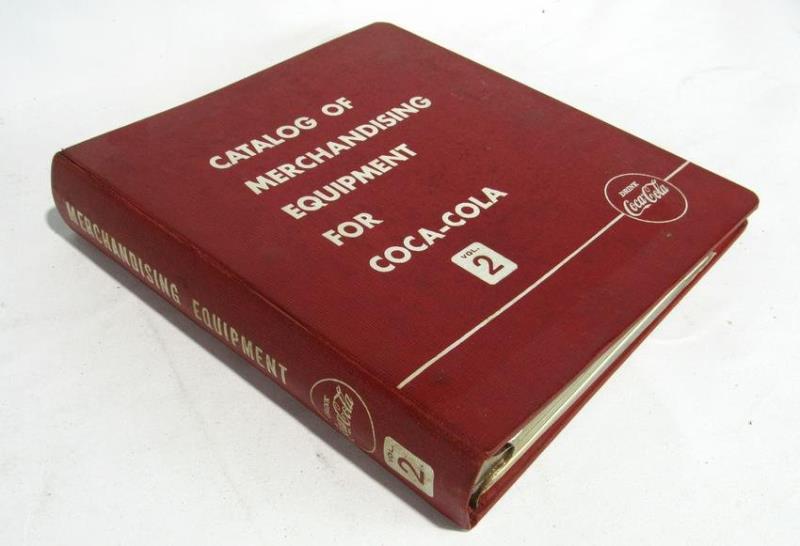 CATALOG OF
MERCHANDISING
EQUIPMENT
FOR
COCA-COLA
VOL.
2
DRINK
Coca-Cola
MERCHANDISING EQUIPMENT
DRINK
Coca-Cola
VOL.
2